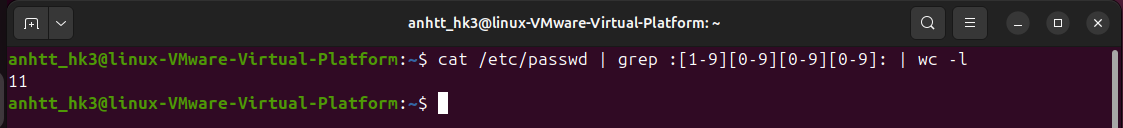 anhtt_hk3@linux-VMware-Virtual-Platform: ~
anhtt_hk3@linux-VMware-Virtual-Platform:~$ cat /etc/passwd | grep :[1-9][0-9][0-9][0-9]: | wc -l
11
anhtt_hk3@linux-VMware-Virtual-Platform:~$